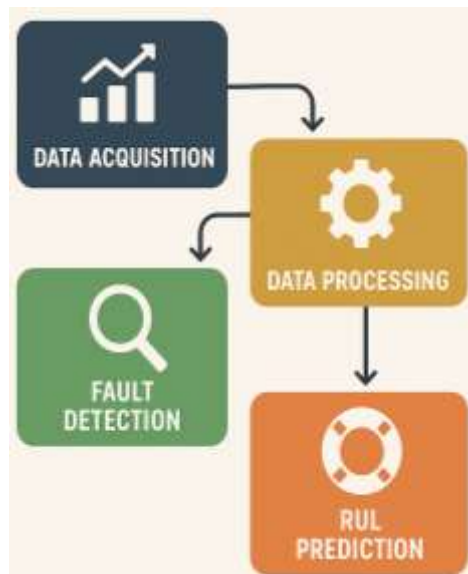 DATA ACQUISITION
DATA PROCESSING
FAULT
DETECTION
RUL
PREDICTION